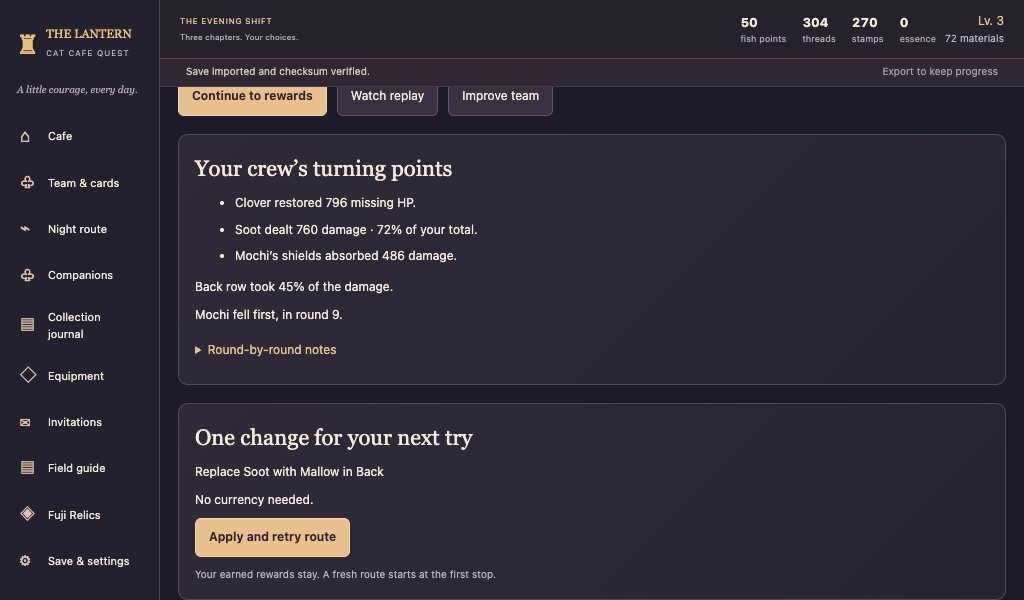 THE LANTERN
CAT CAFE QUEST
A little courage, every day.
Cafe
Team & cards
Night route
Companions
Collection
journal
Equipment
Invitations
Field guide
Fuji Relics
Save & settings
THE EVENING SHIFT
Three chapters. Your choices.
50
fish points
304
threads
270
stamps
0
essence
Lv. 3
72 materials
Save imported and checksum verified.
Export to keep progress
Continue to rewards
Watch replay
Improve team
Your crew’s turning points
• Clover restored 796 missing HP.
• Soot dealt 760 damage · 72% of your total.
• Mochi’s shields absorbed 486 damage.
Back row took 45% of the damage.
Mochi fell first, in round 9.
Round-by-round notes
One change for your next try
Replace Soot with Mallow in Back
No currency needed.
Apply and retry route
Your earned rewards stay. A fresh route starts at the first stop.